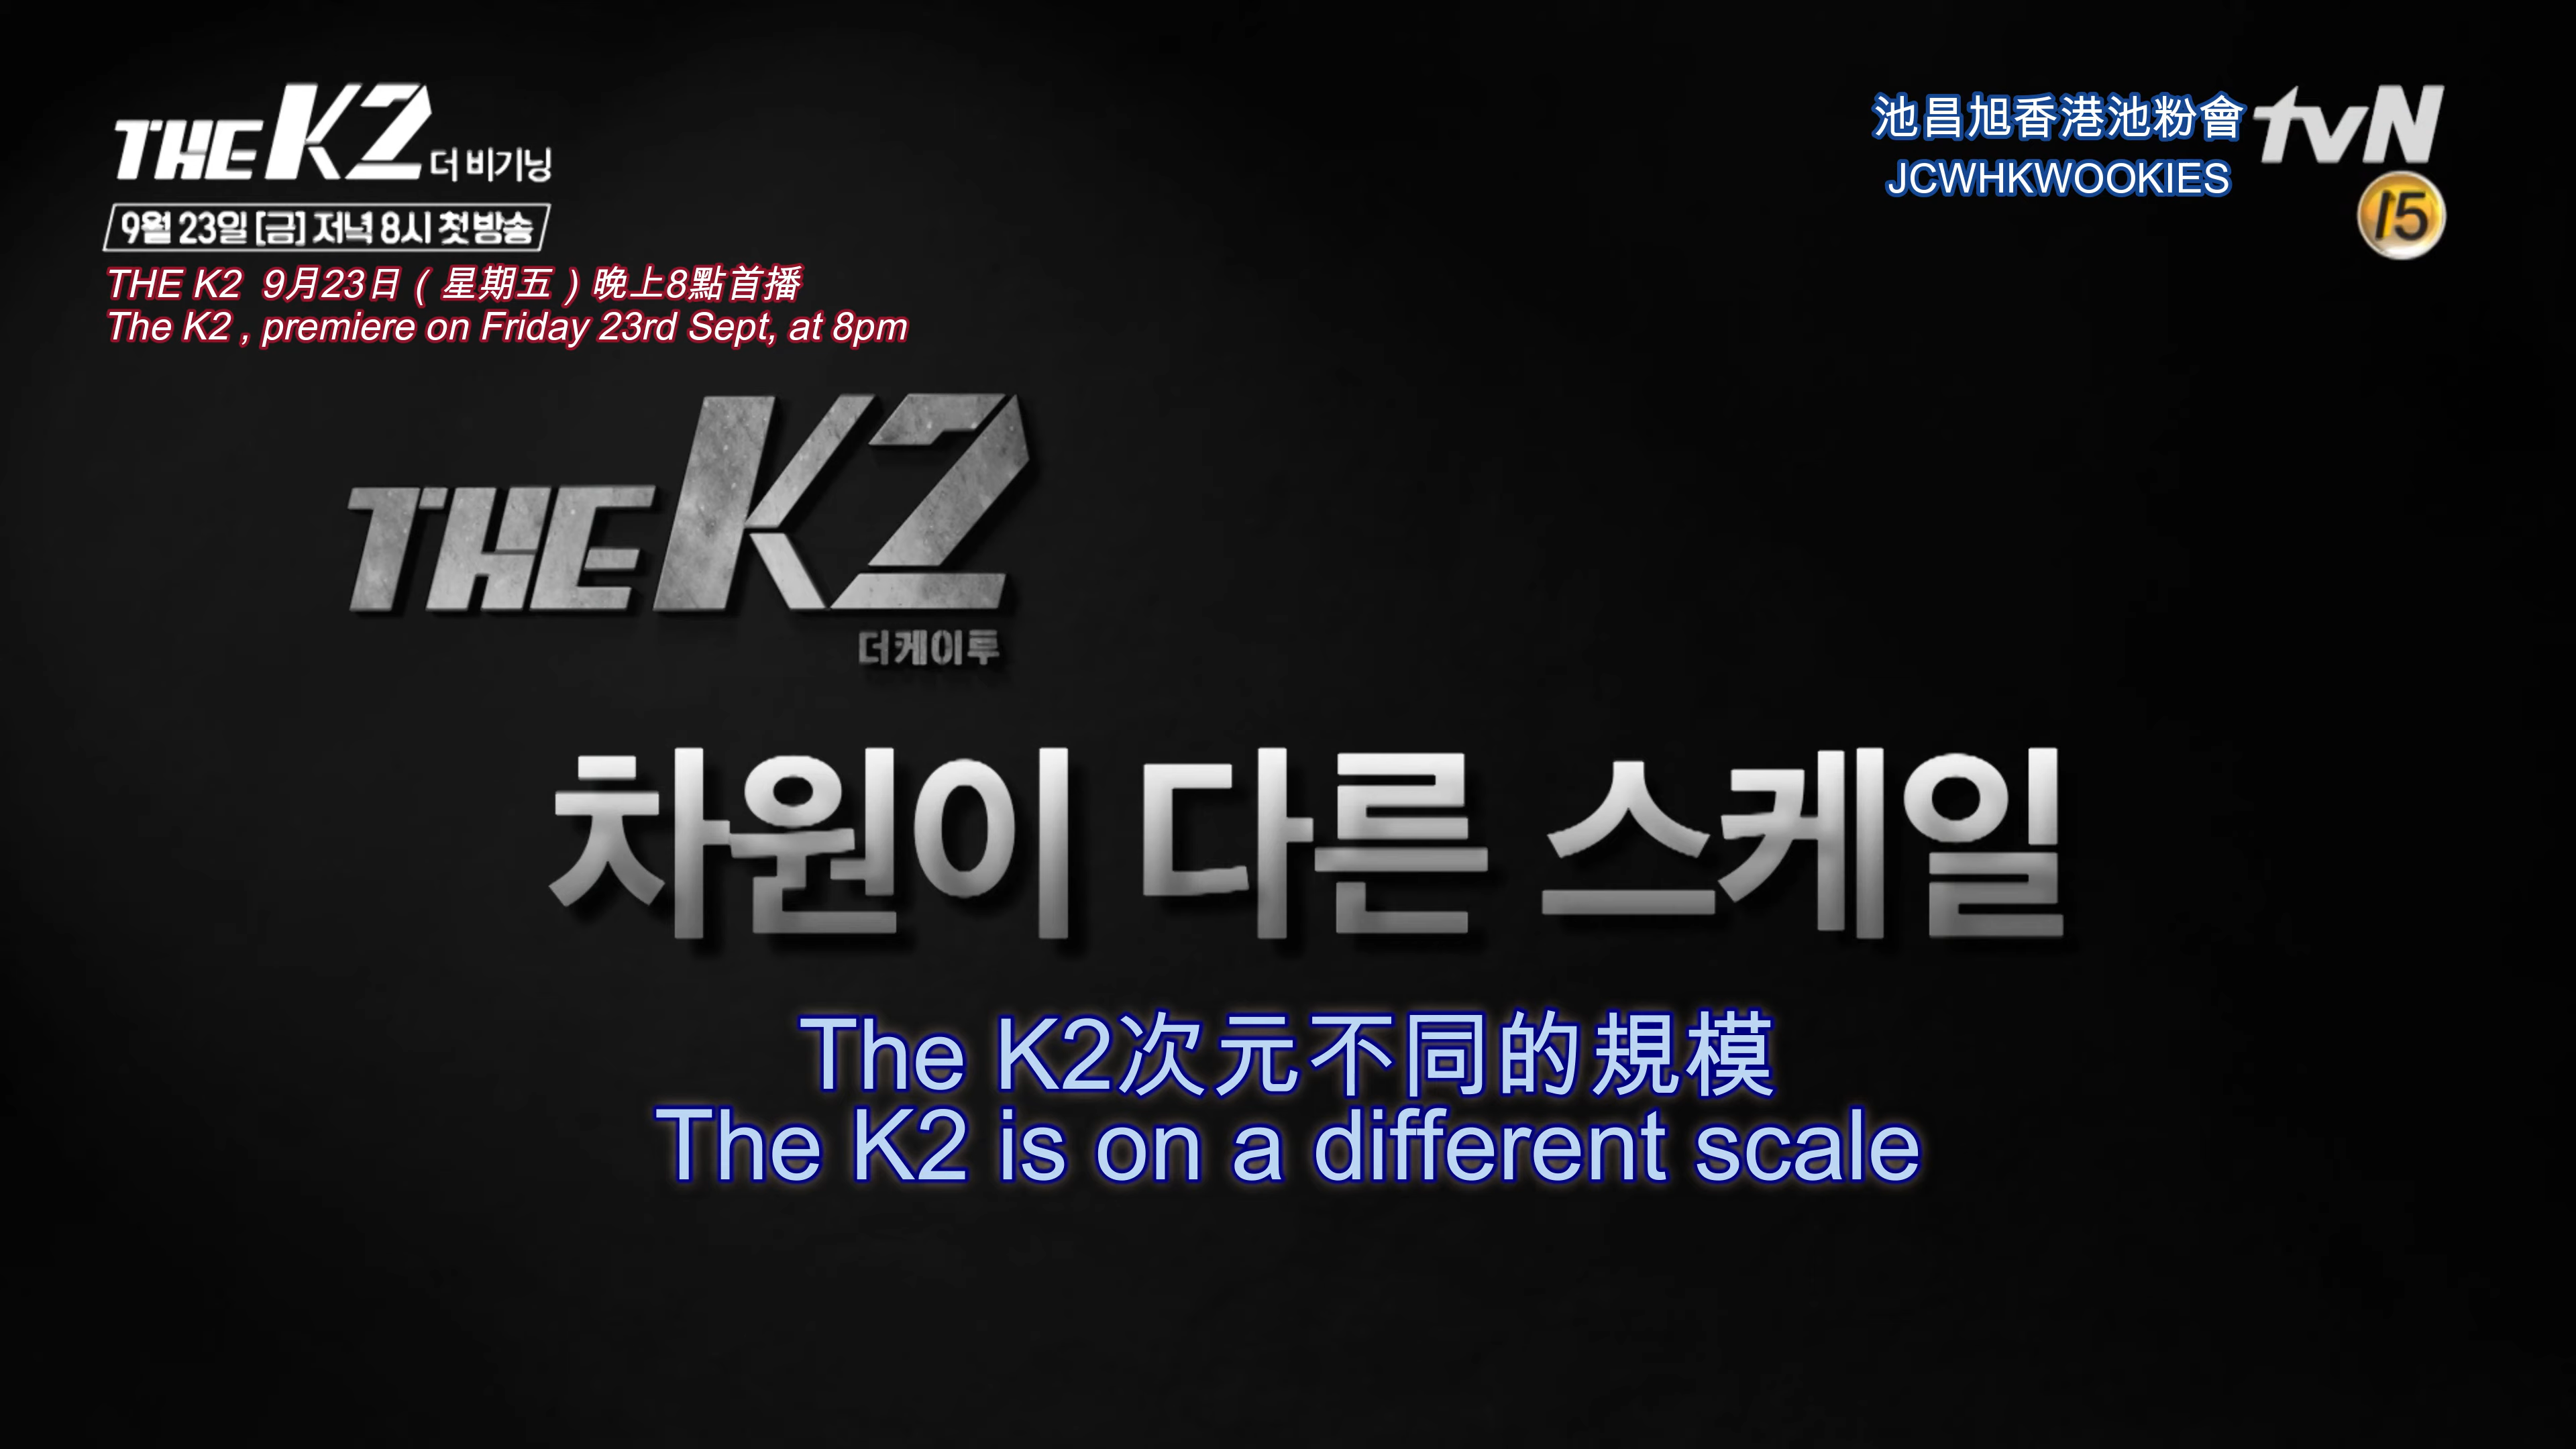 THE K2 더 비기닝
9월 23일 [금] 저녁 8시 첫방송
THE K2 9月23日（星期五）晚上8點首播
The K2 , premiere on Friday 23rd Sept, at 8pm
池昌旭香港池粉會
JCWHKWOOKIES
tvN
15
THE K2
더케이투
차원이 다른 스케일
The K2次元不同的規模
The K2 is on a different scale